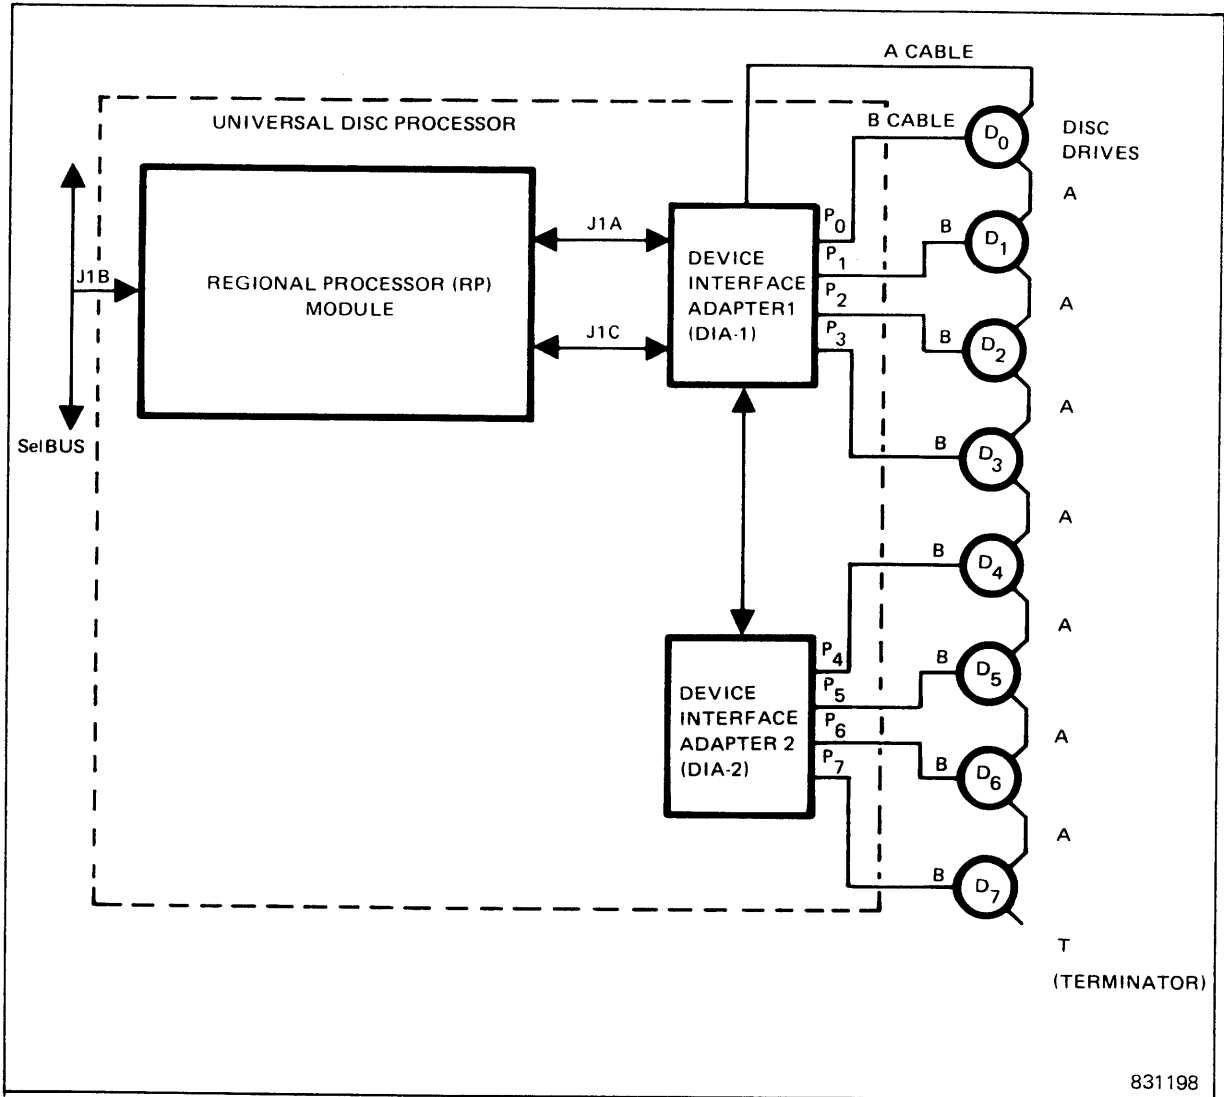 A CABLE
B CABLE
UNIVERSAL DISC PROCESSOR
D0
DISC
DRIVES
A
J1A
P0
B
D1
DEVICE
INTERFACE
ADAPTER1
(DIA-1)
P1
J1B
REGIONAL PROCESSOR (RP)
MODULE
P2
A
J1C
P3
B
D2
A
SelBUS
B
D3
A
B
D4
A
P4
B
D5
DEVICE
INTERFACE
ADAPTER 2
(DIA-2)
P5
P6
A
P7
B
D6
A
B
D7
T
(TERMINATOR)
831198